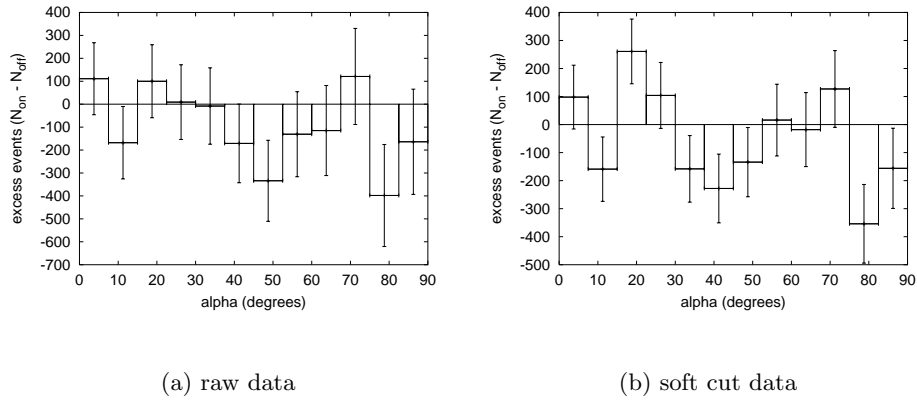 400
300
200
100
0
-100
-200
-300
-400
-500
-600
-700
excess events (N_on - N_off)
0 10 20 30 40 50 60 70 80 90
alpha (degrees)
(a) raw data
400
300
200
100
0
-100
-200
-300
-400
-500
excess events (N_on - N_off)
0 10 20 30 40 50 60 70 80 90
alpha (degrees)
(b) soft cut data